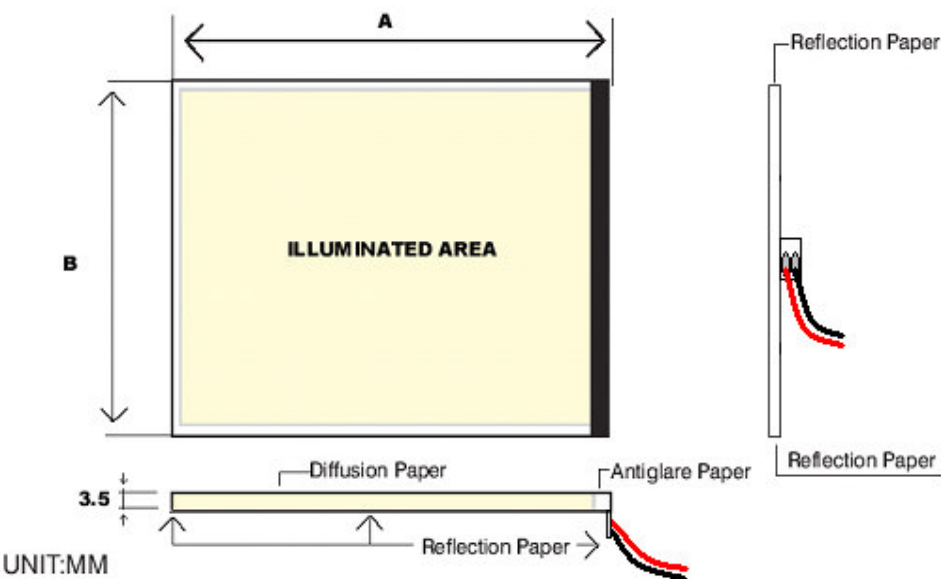 A
Reflection Paper
B
ILLUMINATED AREA
Diffusion Paper
Antiglare Paper
Reflection Paper
3.5
Reflection Paper
UNIT:MM